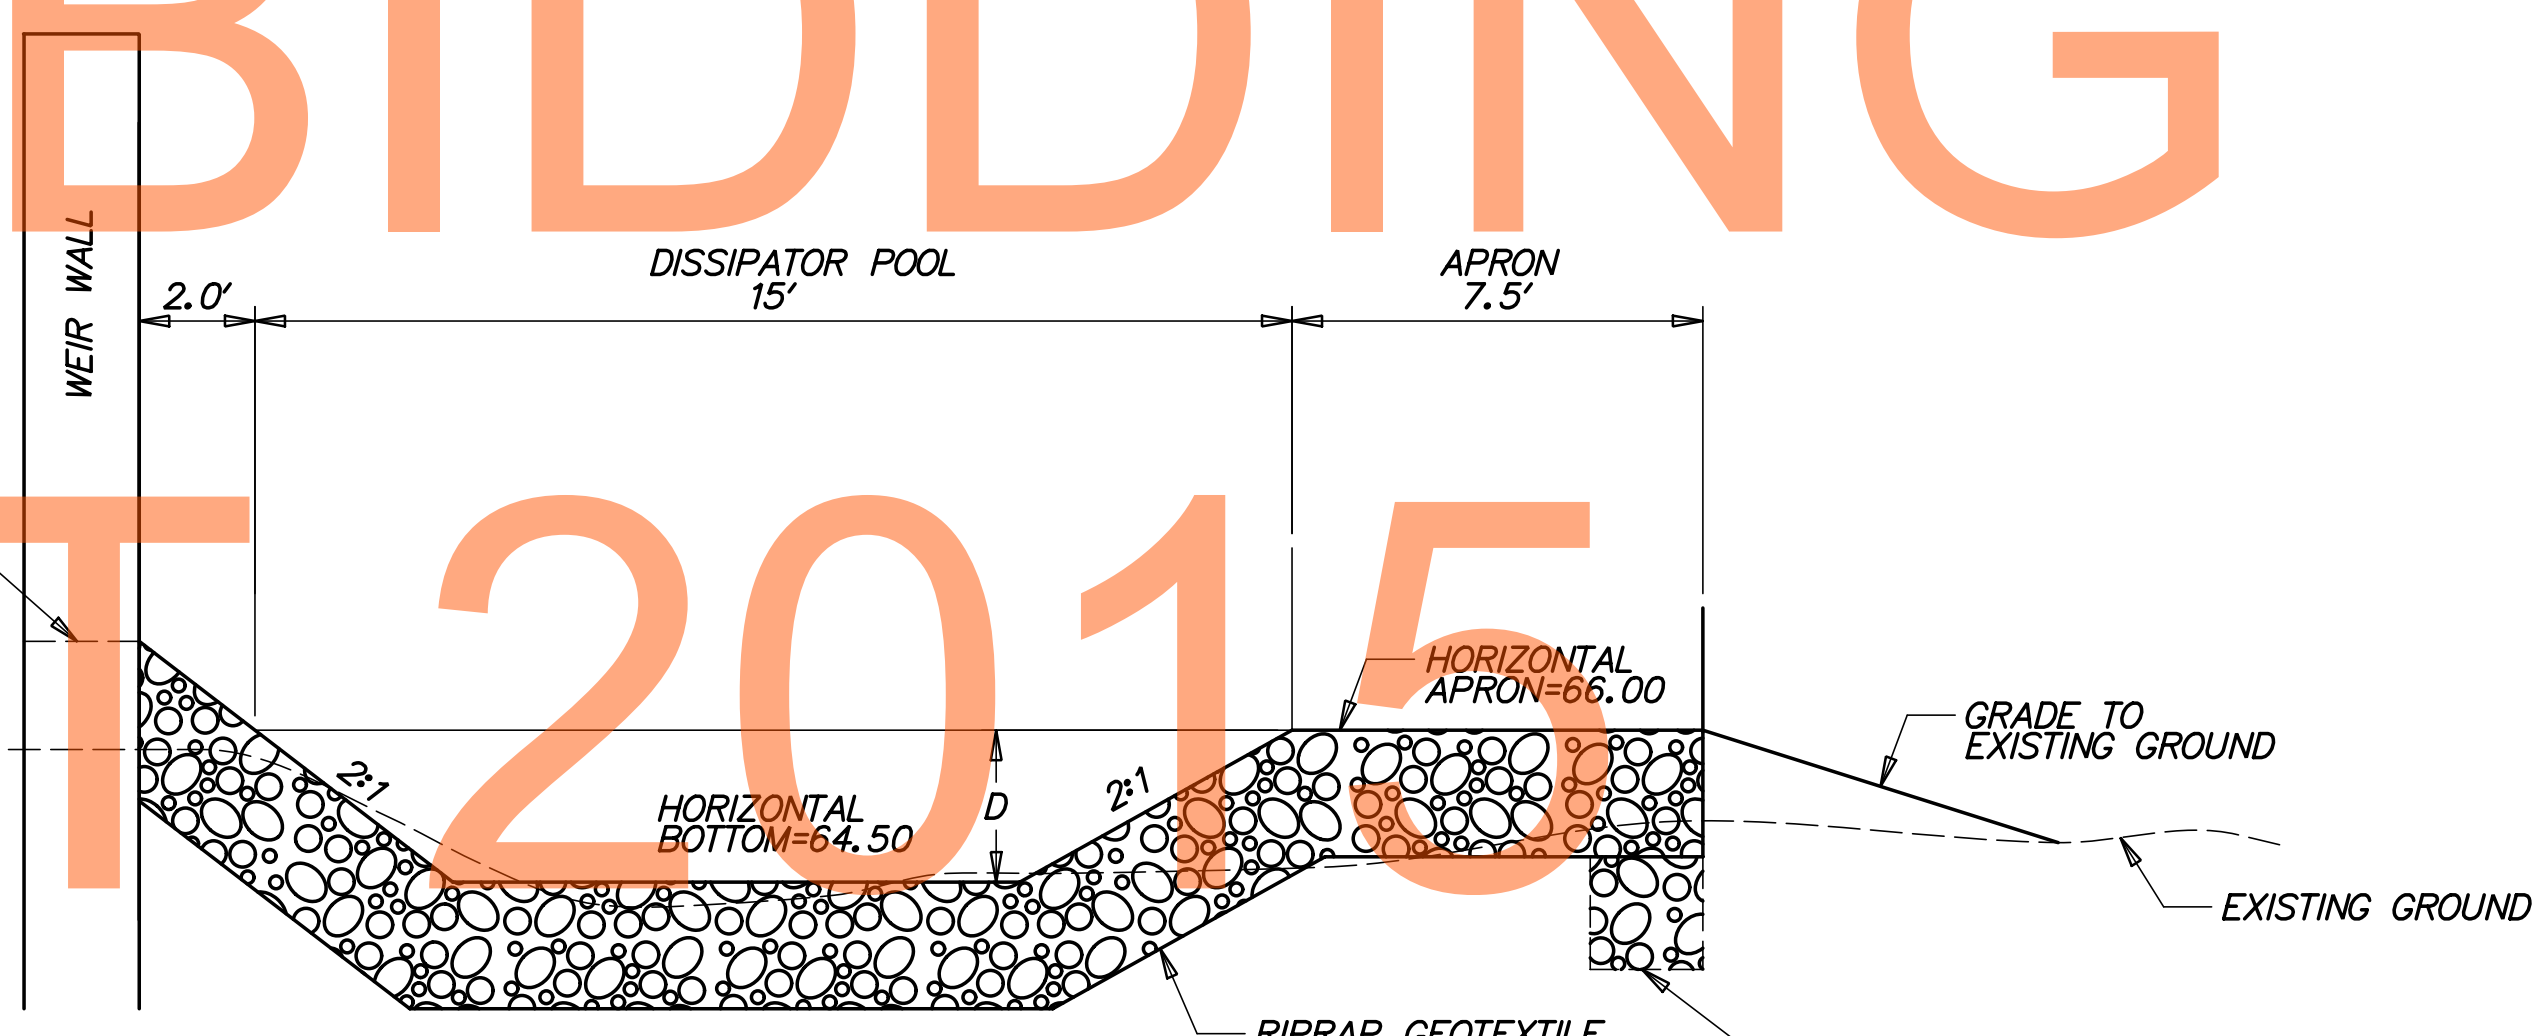 BIDDING
WEIR WALL
2.0'
DISSIPATOR POOL
15'
APRON
7.5'
T 2015
HORIZONTAL
APRON=66.00
GRADE TO
EXISTING GROUND
2:1
HORIZONTAL
BOTTOM=64.50
D
2:1
EXISTING GROUND
RIPRAP GEOTEXTILE